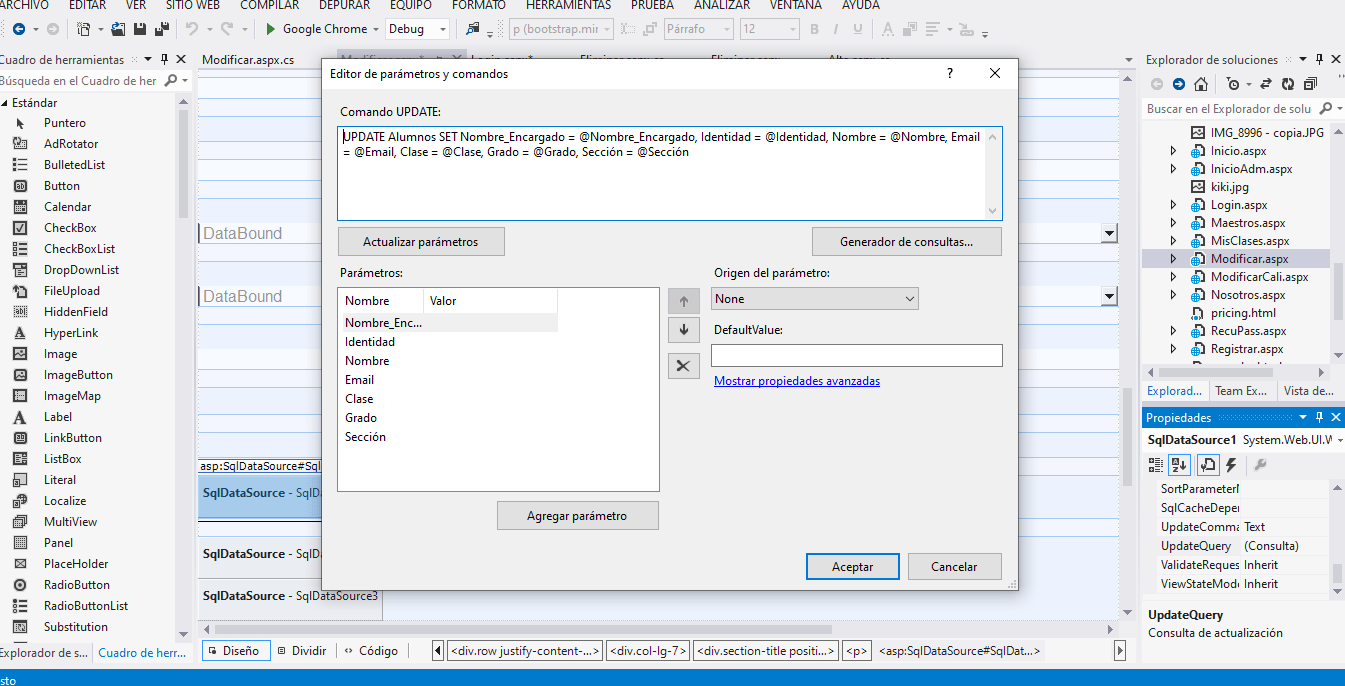 ARCHIVO EDITAR VER SITIO WEB COMPILAR DEPURAR EQUIPO FORMATO HERRAMIENTAS PRUEBA ANALIZAR VENTANA AYUDA
Google Chrome Debug p (bootstrap.mir Párrafo 12 B I U
Cuadro de herramientas
Búsqueda en el Cuadro de her
Estándar
Puntero
AdRotator
BulletedList
Button
Calendar
CheckBox
CheckBoxList
DropDownList
FileUpload
HiddenField
HyperLink
Image
ImageButton
ImageMap
Label
LinkButton
ListBox
Literal
Localize
MultiView
Panel
PlaceHolder
RadioButton
RadioButtonList
Substitution
Explorador de s... Cuadro de herr...
Modificar.aspx.cs
DataBound
DataBound
asp:SqlDataSource#Sql
SqlDataSource - SqlD
SqlDataSource - SqlD
SqlDataSource - SqlDataSource3
Editor de parámetros y comandos ?
Comando UPDATE:
UPDATE Alumnos SET Nombre_Encargado = @Nombre_Encargado, Identidad = @Identidad, Nombre = @Nombre, Email
= @Email, Clase = @Clase, Grado = @Grado, Sección = @Sección
Actualizar parámetros Generador de consultas...
Parámetros:
Nombre Valor
Nombre_Enc...
Identidad
Nombre
Email
Clase
Grado
Sección
Agregar parámetro
Origen del parámetro:
None
DefaultValue:
Mostrar propiedades avanzadas
Aceptar Cancelar
Diseño Dividir Código <div.row justify-content-...> <div.col-lg-7> <div.section-title positi...> <p> <asp:SqlDataSource#SqlDat...>
Explorador de soluciones
Buscar en el Explorador de solu
IMG_8996 - copia.JPG
Inicio.aspx
InicioAdm.aspx
kiki.jpg
Login.aspx
Maestros.aspx
MisClases.aspx
Modificar.aspx
ModificarCali.aspx
Nosotros.aspx
pricing.html
RecuPass.aspx
Registrar.aspx
Explorad... Team Ex... Vista de...
Propiedades
SqlDataSource1 System.Web.UI.W
SortParameterN
SqlCacheDeper
UpdateComma Text
UpdateQuery (Consulta)
ValidateReques Inherit
ViewStateMode Inherit
UpdateQuery
Consulta de actualización
sto